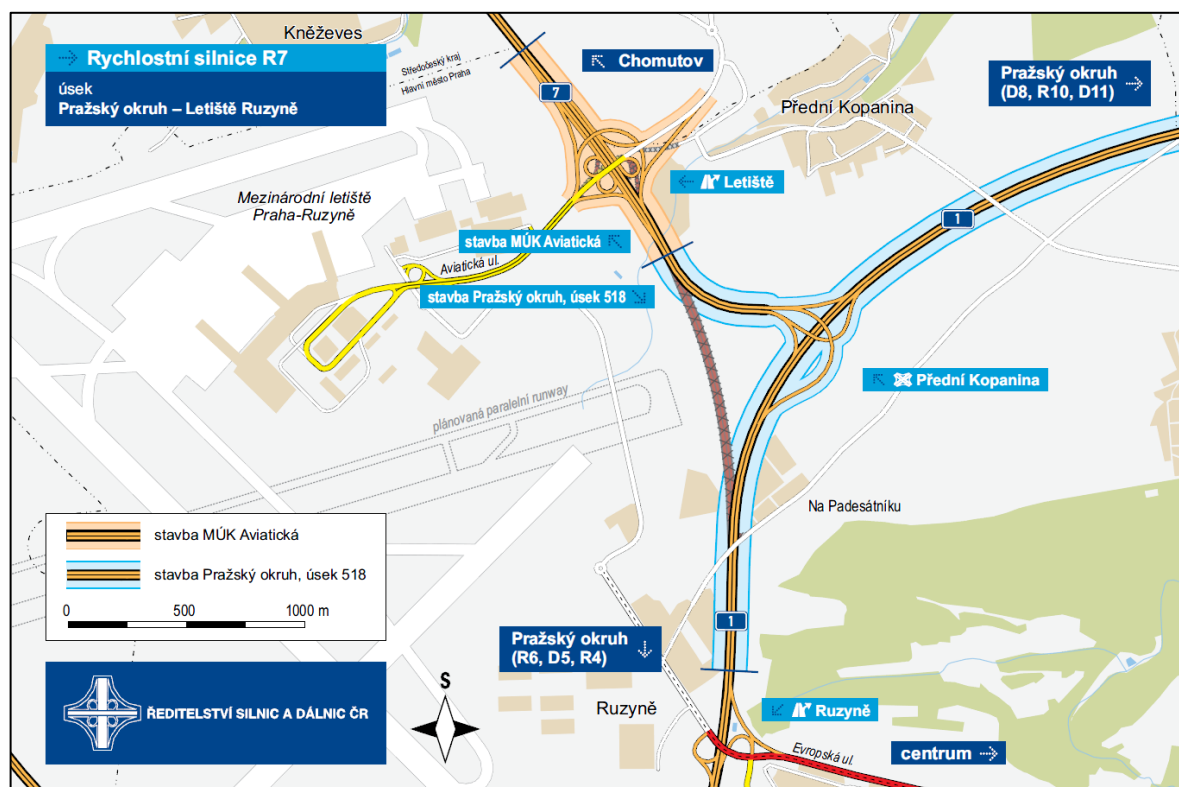 Kněževes
Rychlostní silnice R7
úsek
Pražský okruh – Letiště Ruzyně
Středočeský kraj
Hlavní město Praha
7
Chomutov
Pražský okruh
(D8, R10, D11)
Přední Kopanina
Letiště
Mezinárodní letiště
Praha-Ruzyně
1
stavba MÚK Aviatická
Aviatická ul.
stavba Pražský okruh, úsek 518
Přední Kopanina
plánovaná paralelní runway
Na Padesátníku
stavba MÚK Aviatická
stavba Pražský okruh, úsek 518
0 500 1000 m
1
Pražský okruh
(R6, D5, R4)
S
Ruzyně
Ruzyně
ŘEDITELSTVÍ SILNIC A DÁLNIC ČR
Evropská ul.
centrum